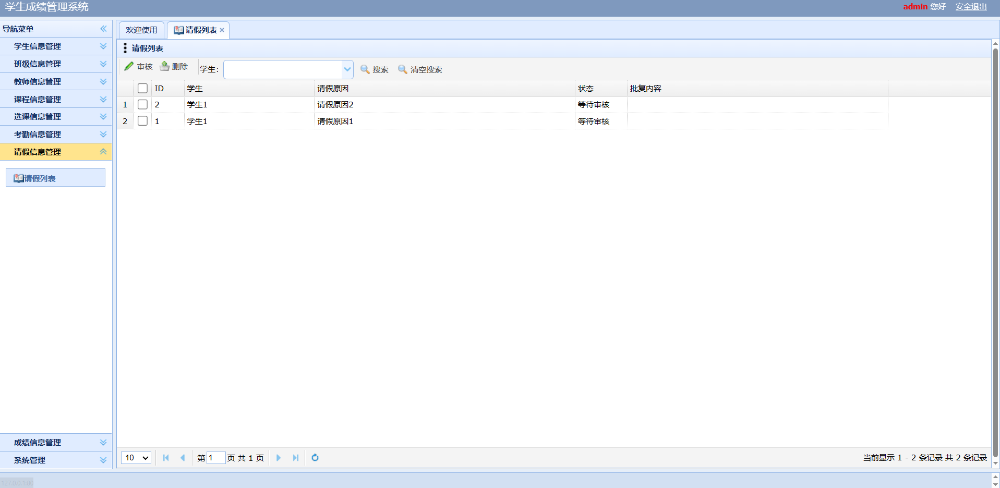 学生成绩管理系统
admin 您好 安全退出
导航菜单
学生信息管理
班级信息管理
教师信息管理
课程信息管理
选课信息管理
考勤信息管理
请假信息管理
请假列表
成绩信息管理
系统管理
欢迎使用 请假列表
请假列表
审核 删除 学生: 搜索 清空搜索
ID 学生 请假原因 状态 批复内容
1 2 学生1 请假原因2 等待审核
2 1 学生1 请假原因1 等待审核
10 第 1 页 共 1 页 当前显示 1 - 2 条记录 共 2 条记录
127.0.0.1:80